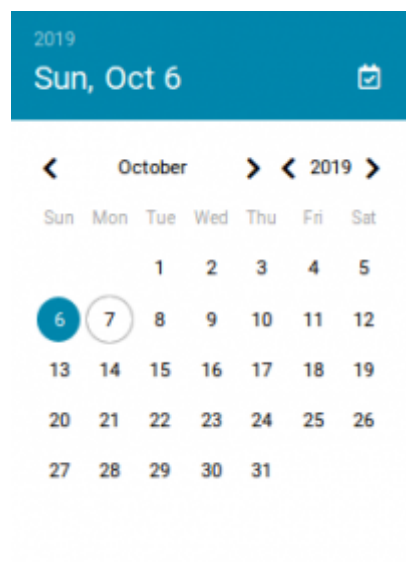 2019
Sun, Oct 6
October 2019
Sun Mon Tue Wed Thu Fri Sat
1 2 3 4 5
6 7 8 9 10 11 12
13 14 15 16 17 18 19
20 21 22 23 24 25 26
27 28 29 30 31